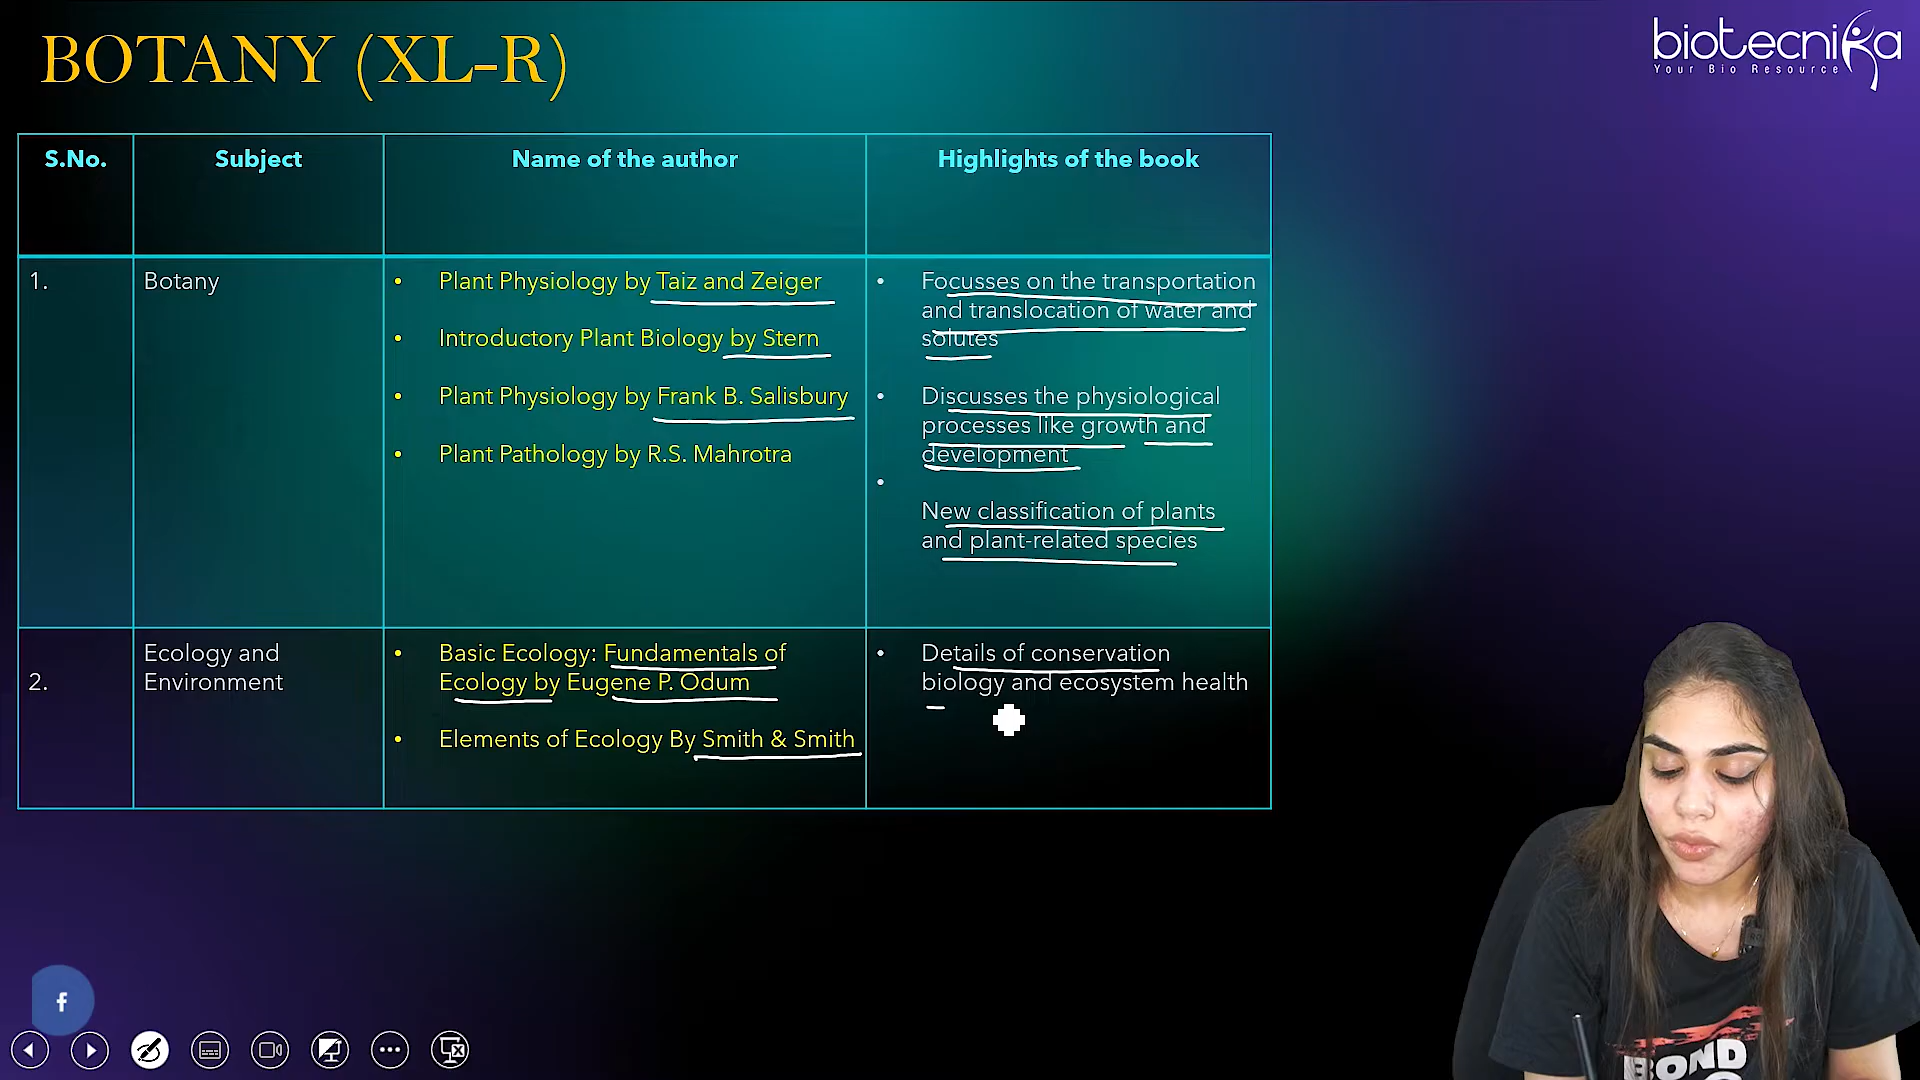 BOTANY (XL-R)
biotecnika
Your Bio Resource
S.No.
Subject
Name of the author
Highlights of the book
1.
Botany
• Plant Physiology by Taiz and Zeiger
• Introductory Plant Biology by Stern
• Plant Physiology by Frank B. Salisbury
• Plant Pathology by R.S. Mahrotra
• Focusses on the transportation
and translocation of water and
solutes
• Discusses the physiological
processes like growth and
development
•
New classification of plants
and plant-related species
2.
Ecology and
Environment
• Basic Ecology: Fundamentals of
Ecology by Eugene P. Odum
• Elements of Ecology By Smith & Smith
• Details of conservation
biology and ecosystem health
f
BOND